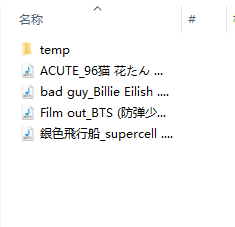 名称 #
temp
ACUTE_96猫 花たん ...
bad guy_Billie Eilish ....
Film out_BTS (防弹少...
銀色飛行船_supercell ....